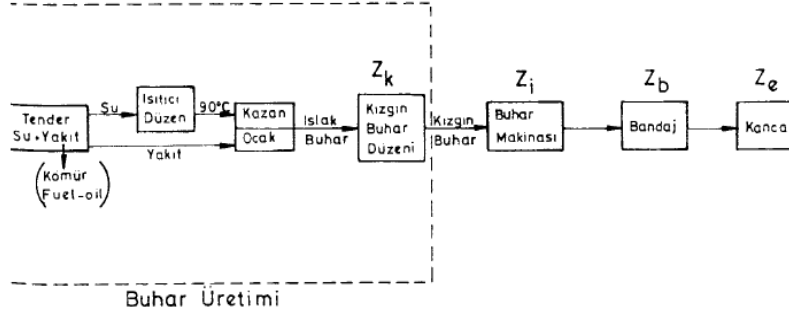 Z_k
Z_i
Z_b
Z_e
Tender
Su+Yakıt
(Kömür
Fuel-oil)
Su
Isıtıcı
Düzen
90°C
Yakıt
Kazan
Ocak
Islak
Buhar
Kızgın
Buhar
Düzeni
Kızgın
Buhar
Buhar
Makinası
Bandaj
Kanca
Buhar Üretimi